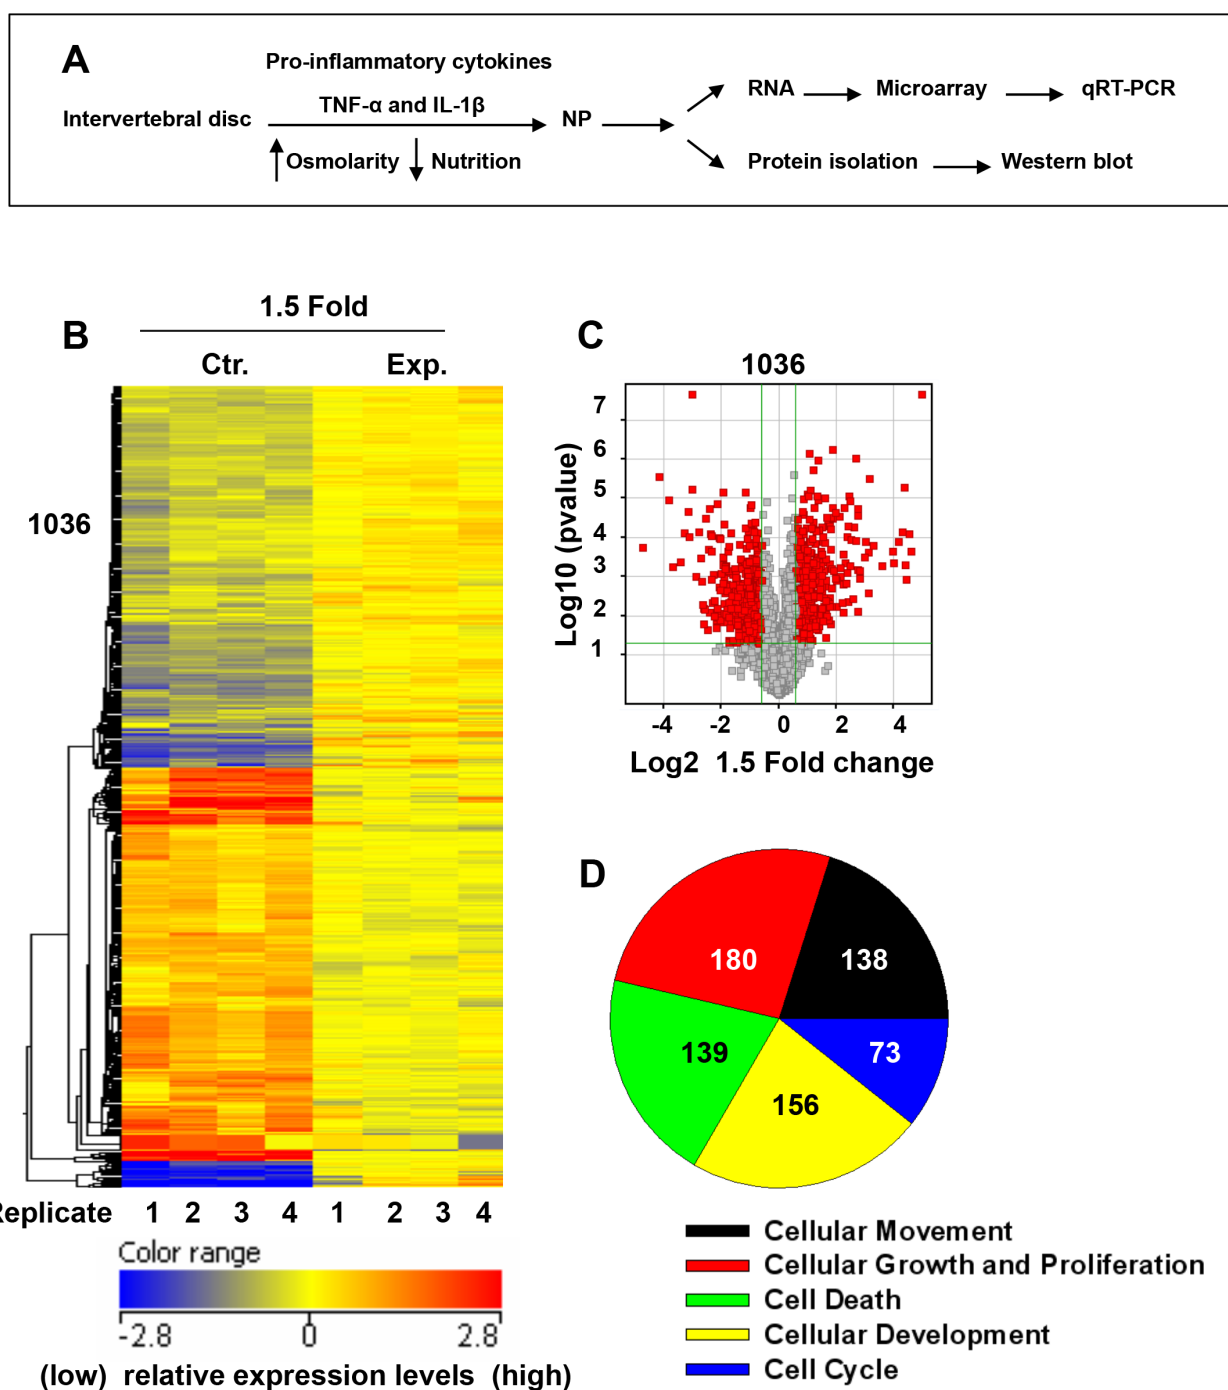 A
Pro-inflammatory cytokines
TNF-α and IL-1β
Intervertebral disc
NP
Osmolarity
Nutrition
RNA
Microarray
qRT-PCR
Protein isolation
Western blot
B
1.5 Fold
Ctr.
Exp.
1036
Replicate 1 2 3 4 1 2 3 4
Color range
-2.8 0 2.8
(low) relative expression levels (high)
C
1036
Log10 (pvalue)
7
6
5
4
3
2
1
-4 -2 0 2 4
Log2 1.5 Fold change
D
180
138
139
73
156
Cellular Movement
Cellular Growth and Proliferation
Cell Death
Cellular Development
Cell Cycle